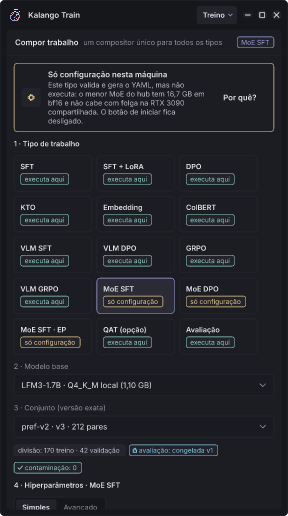 Kalango Train
Treino
Compor trabalho um compositor único para todos os tipos
MoE SFT
Só configuração nesta máquina
Este tipo valida e gera o YAML, mas não
executa: o menor MoE do hub tem 16,7 GB em
bf16 e não cabe com folga na RTX 3090
compartilhada. O botão de iniciar fica
desligado.
Por quê?
1 · Tipo de trabalho
SFT
executa aqui
SFT + LoRA
executa aqui
DPO
executa aqui
KTO
executa aqui
Embedding
executa aqui
ColBERT
executa aqui
VLM SFT
executa aqui
VLM DPO
executa aqui
GRPO
executa aqui
VLM GRPO
executa aqui
MoE SFT
só configuração
MoE DPO
só configuração
MoE SFT · EP
só configuração
QAT (opção)
executa aqui
Avaliação
executa aqui
2 · Modelo base
LFM3-1.7B · Q4_K_M local (1,10 GB)
3 · Conjunto (versão exata)
pref-v2 · v3 · 212 pares
divisão: 170 treino · 42 validação
avaliação: congelada v1
contaminação: 0
4 · Hiperparâmetros · MoE SFT
Simples
Avançado